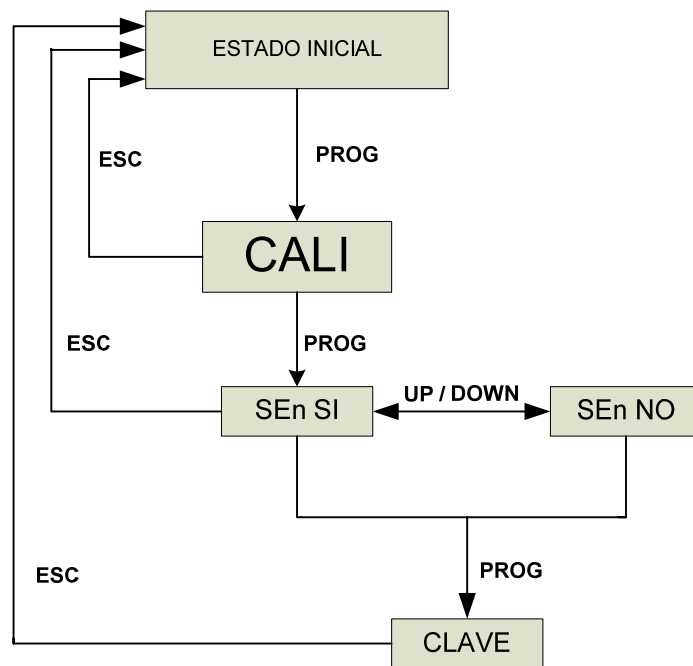 ESTADO INICIAL
ESC
PROG
CALI
ESC
PROG
UP / DOWN
SEn SI
SEn NO
ESC
PROG
CLAVE